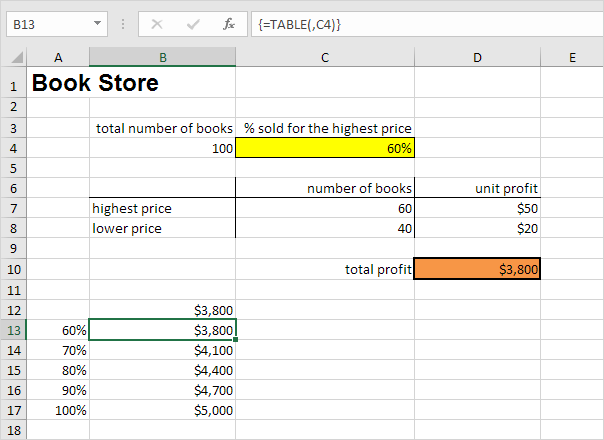 B13 fx {=TABLE(,C4)}
A B C D E
1 Book Store
2
3 total number of books % sold for the highest price
4 100 60%
5
6 number of books unit profit
7 highest price 60 $50
8 lower price 40 $20
9
10 total profit $3,800
11
12 $3,800
13 60% $3,800
14 70% $4,100
15 80% $4,400
16 90% $4,700
17 100% $5,000
18